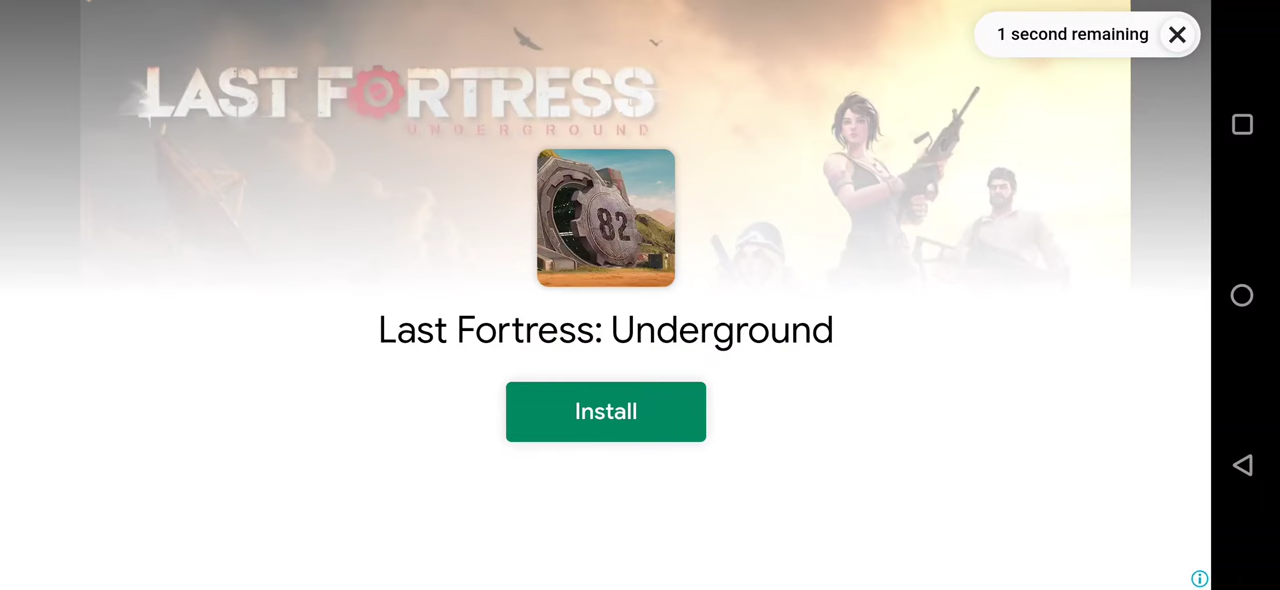 1 second remaining
LAST FORTRESS
UNDERGROUND
82
Last Fortress: Underground
Install